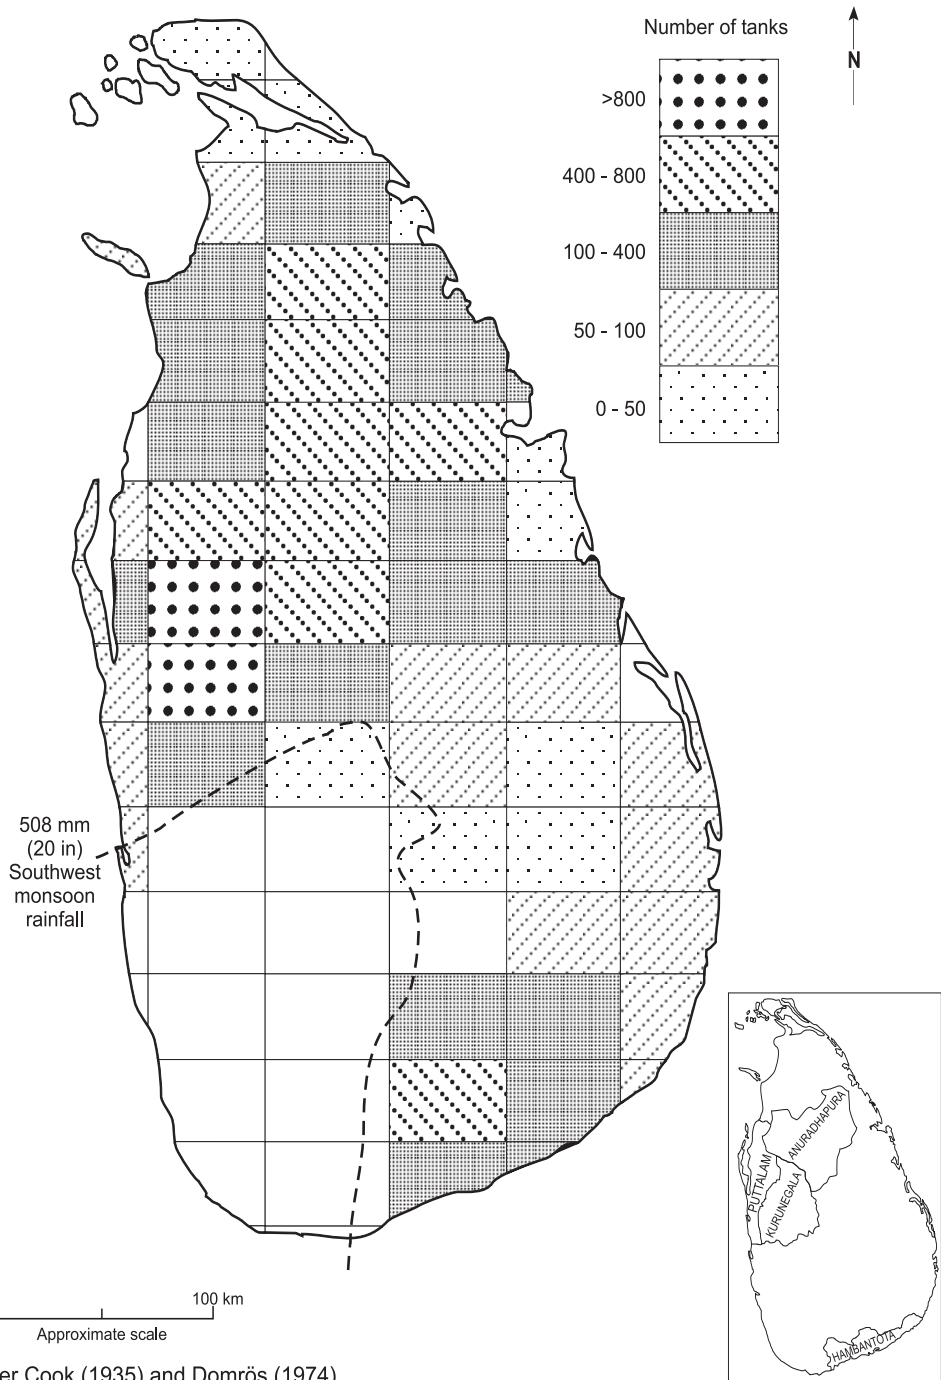 Number of tanks
N
>800
400 - 800
100 - 400
50 - 100
0 - 50
508 mm
(20 in)
Southwest
monsoon
rainfall
ANURADHAPURA
PUTTALAM
KURUNEGALA
HAMBANTOTA
100 km
Approximate scale
er Cook (1935) and Domrös (1974)